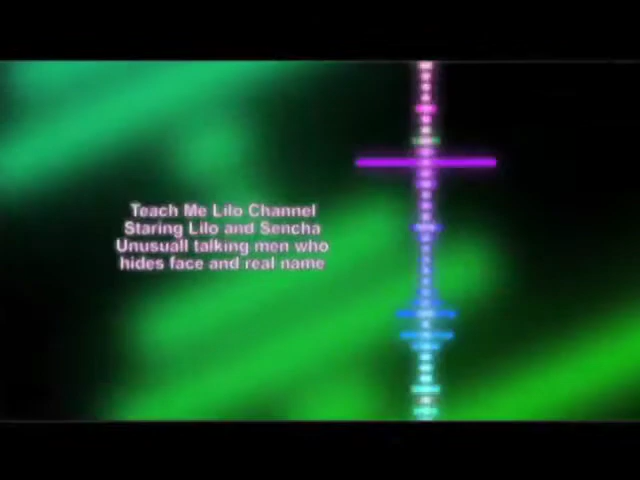 Teach Me Lilo Channel
Staring Lilo and Sencha
Unusuall talking men who
hides face and real name